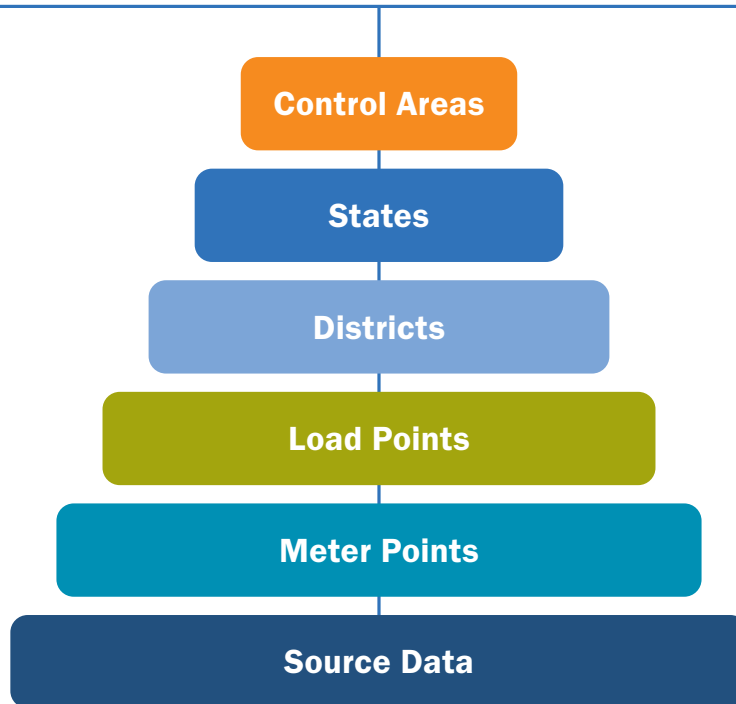 Control Areas
States
Districts
Load Points
Meter Points
Source Data